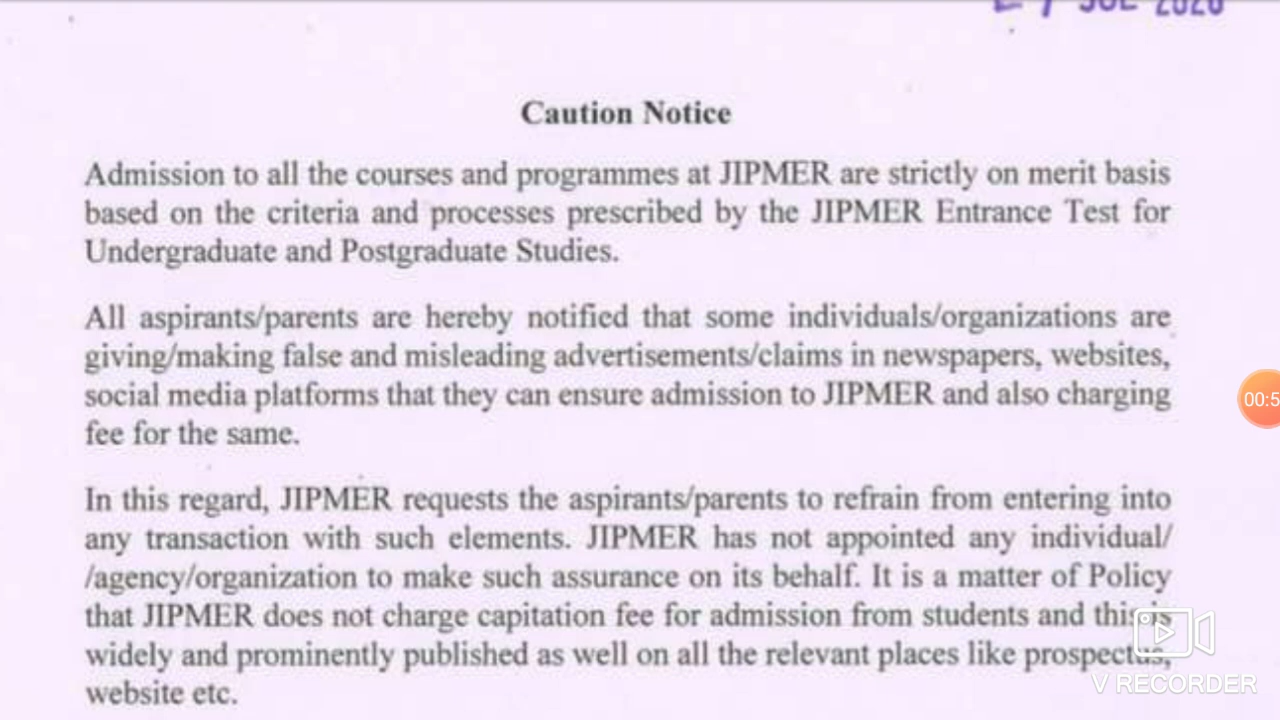 JUL 2020
Caution Notice
Admission to all the courses and programmes at JIPMER are strictly on merit basis
based on the criteria and processes prescribed by the JIPMER Entrance Test for
Undergraduate and Postgraduate Studies.
All aspirants/parents are hereby notified that some individuals/organizations are
giving/making false and misleading advertisements/claims in newspapers, websites,
social media platforms that they can ensure admission to JIPMER and also charging
fee for the same.
In this regard, JIPMER requests the aspirants/parents to refrain from entering into
any transaction with such elements. JIPMER has not appointed any individual/
/agency/organization to make such assurance on its behalf. It is a matter of Policy
that JIPMER does not charge capitation fee for admission from students and this is
widely and prominently published as well on all the relevant places like prospectus,
website etc.
00:5
V RECORDER